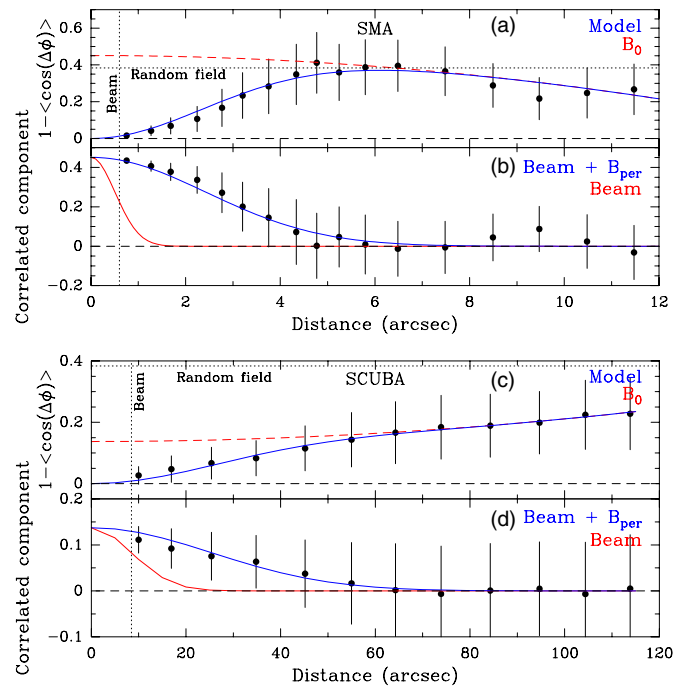 SMA
(a)
Model
B0
Random field
Beam
1−<cos(Δϕ)>
0
0.2
0.4
0.6
(b)
Beam + Bper
Beam
Correlated component
−0.2
0
0.2
0.4
0 2 4 6 8 10 12
Distance (arcsec)
SCUBA
(c)
Model
B0
Random field
Beam
1−<cos(Δϕ)>
0
0.2
0.4
(d)
Beam + Bper
Beam
Correlated component
−0.1
0
0.1
0.2
0 20 40 60 80 100 120
Distance (arcsec)